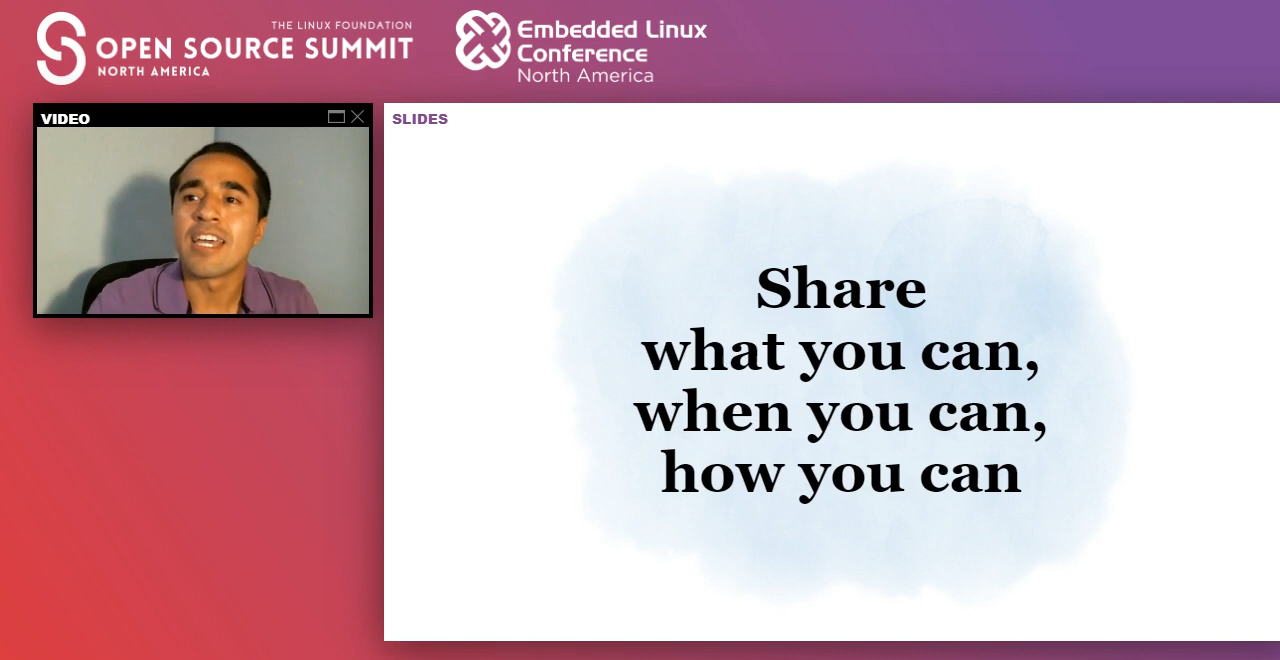 THE LINUX FOUNDATION
OPEN SOURCE SUMMIT
NORTH AMERICA
Embedded Linux
Conference
North America
VIDEO
SLIDES
Share
what you can,
when you can,
how you can